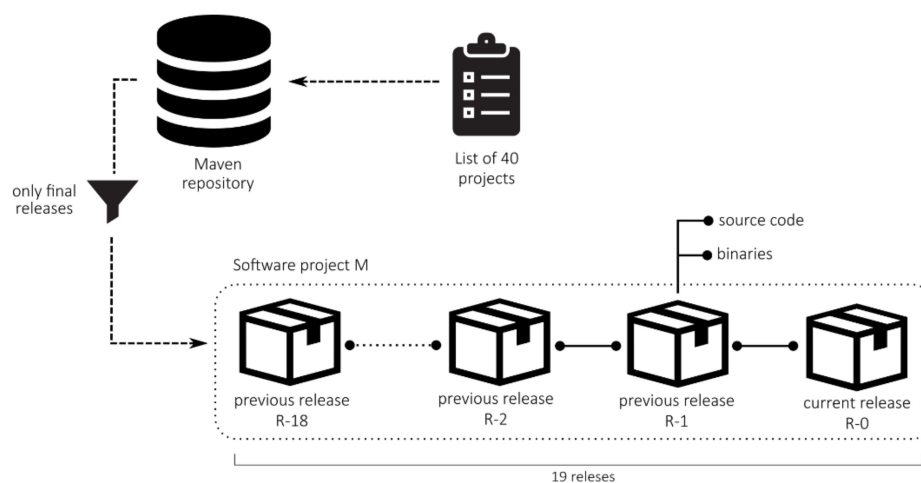 Maven
repository
List of 40
projects
only final
releases
source code
binaries
Software project M
previous release
R-18
previous release
R-2
previous release
R-1
current release
R-0
19 releses